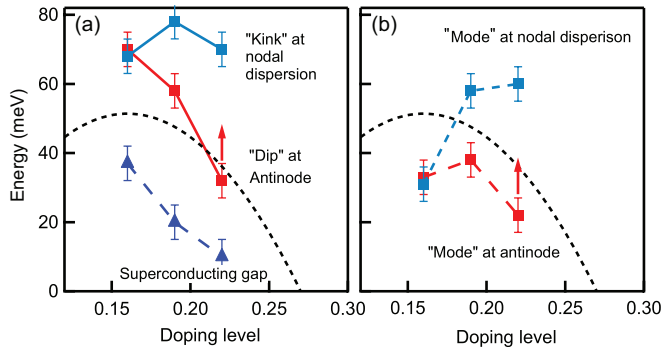 80
60
40
20
0
Energy (meV)
(a)
"Kink" at
nodal
dispersion
"Dip" at
Antinode
Superconducting gap
0.15
0.20
0.25
0.30
Doping level
(b)
"Mode" at nodal disperison
"Mode" at antinode
0.15
0.20
0.25
0.30
Doping level